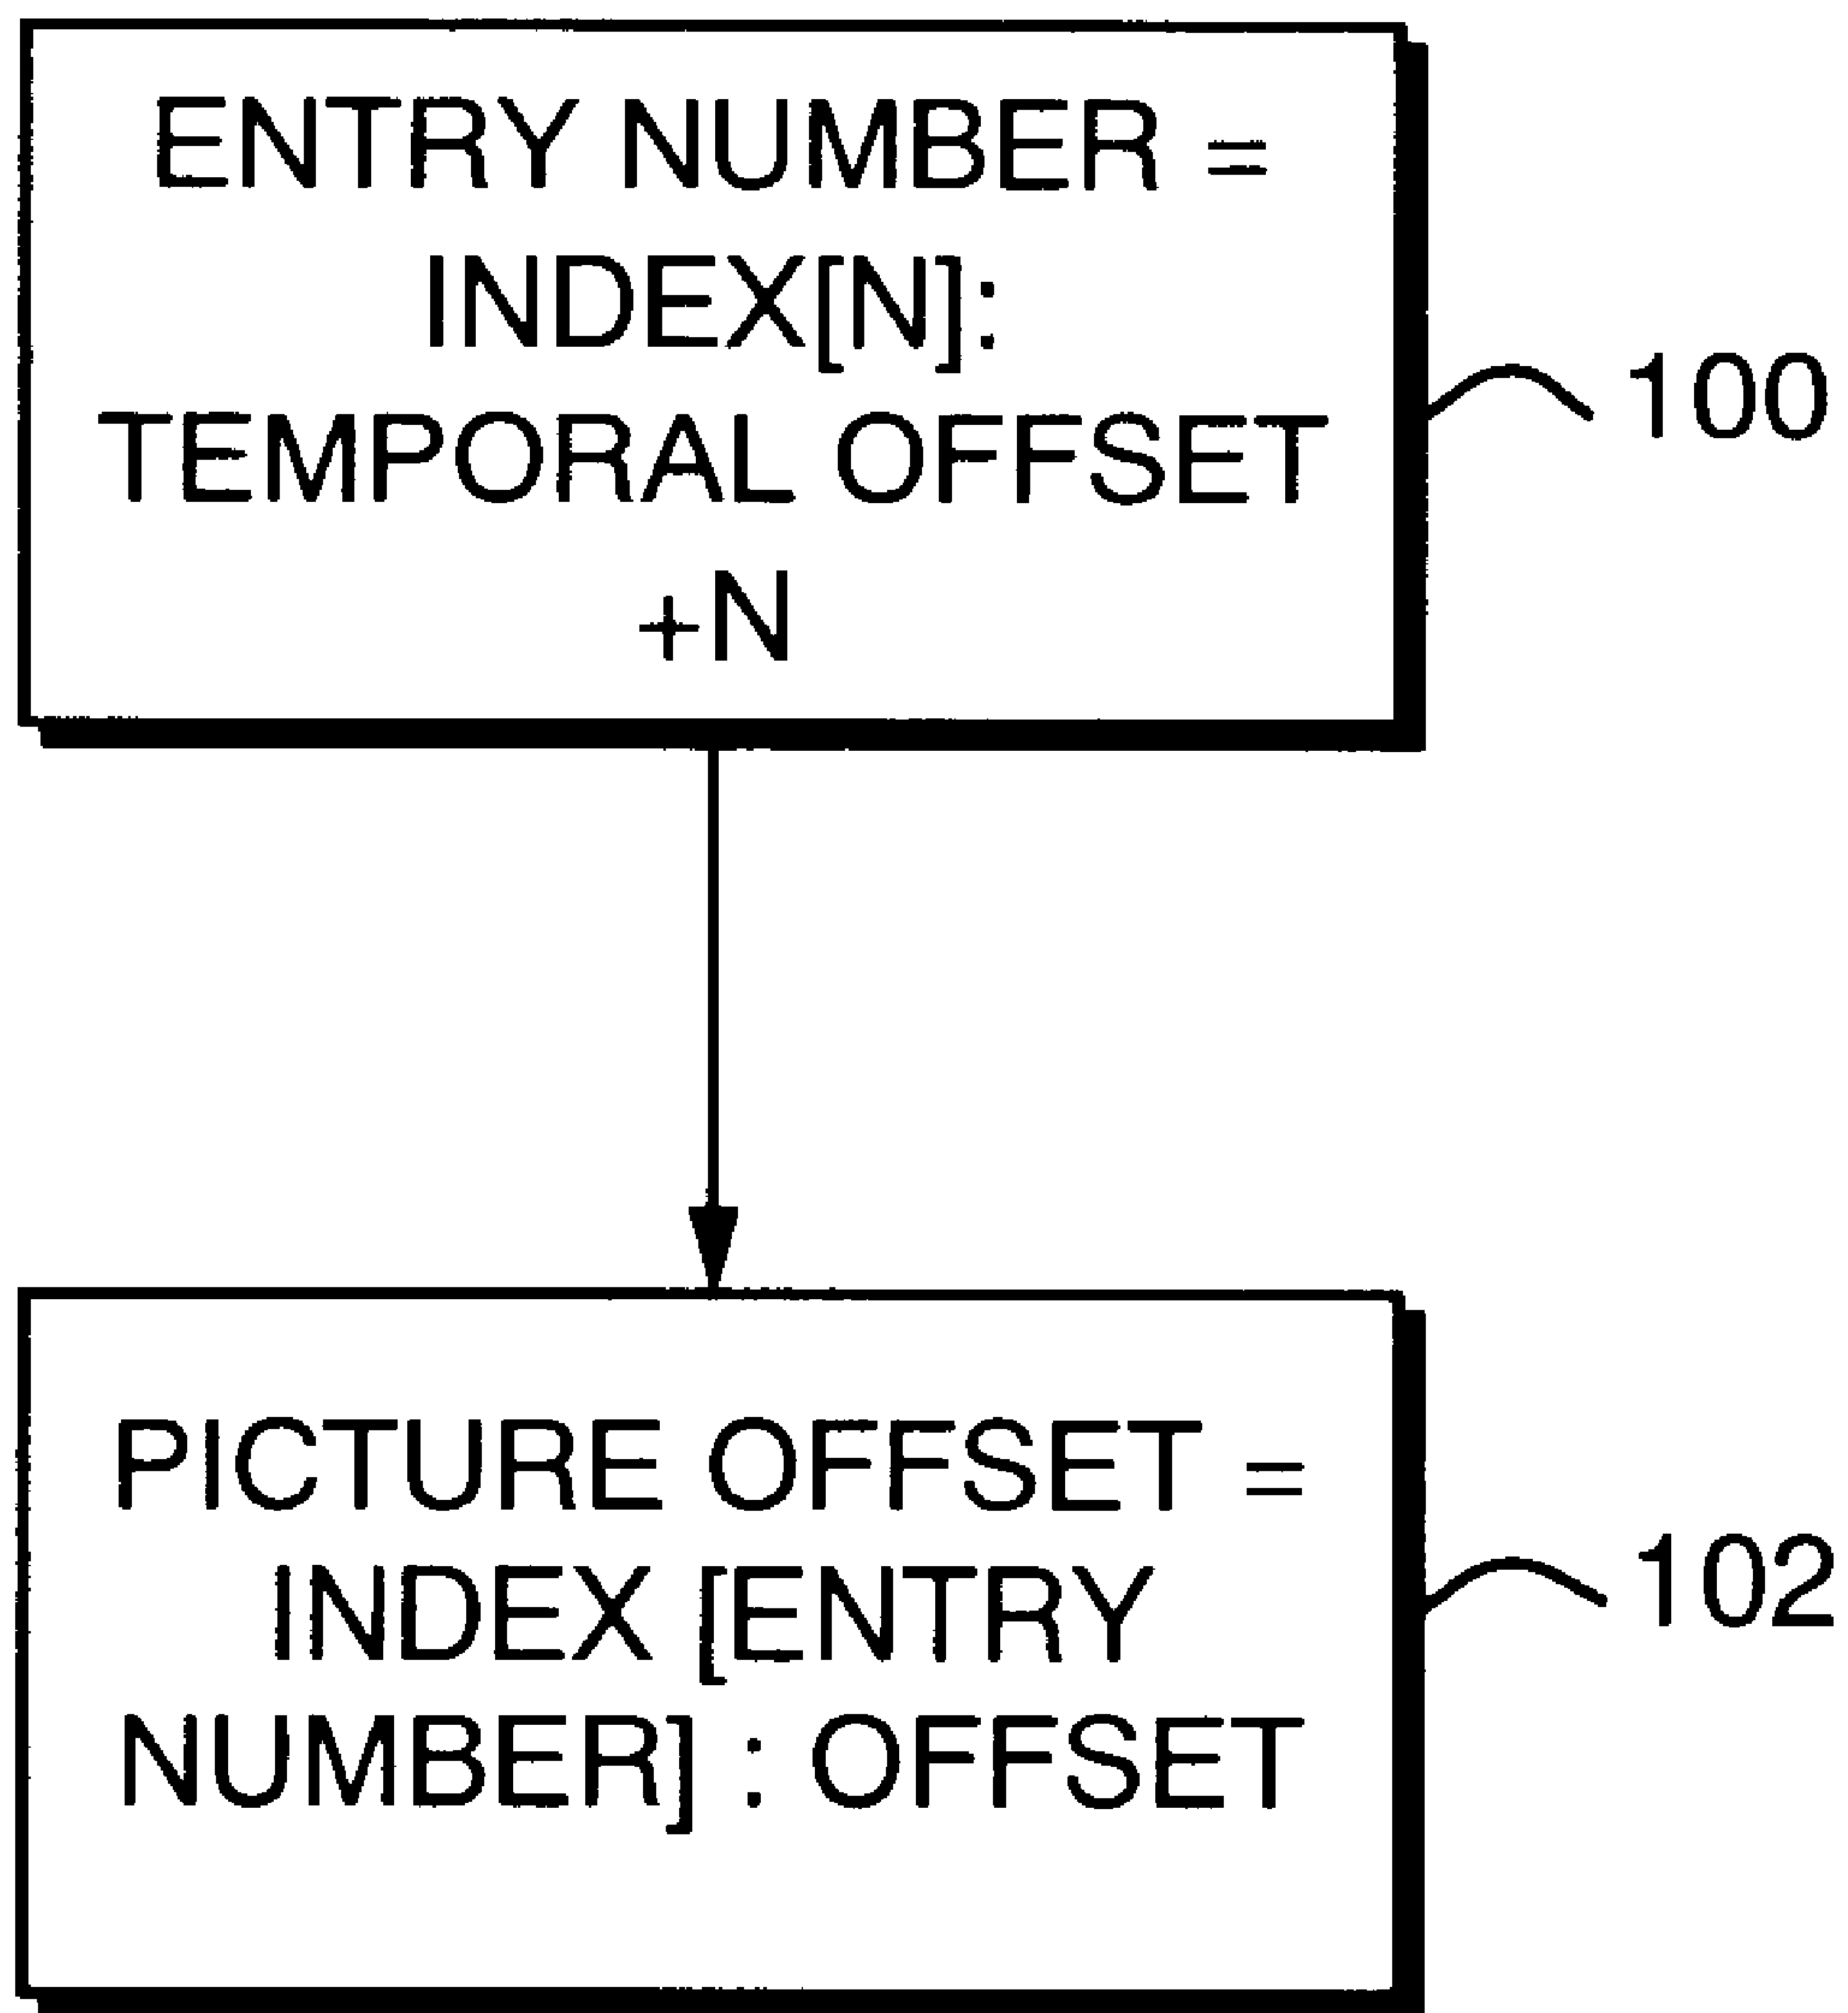 ENTRY NUMBER =
INDEX[N]:
TEMPORAL OFFSET
+N
100
PICTURE OFFSET =
INDEX [ENTRY
NUMBER] : OFFSET
102